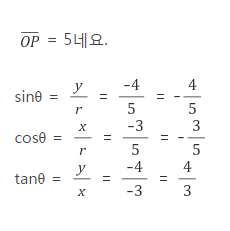 OP = 5네요.
sinθ = y/r = -4/5 = -4/5
cosθ = x/r = -3/5 = -3/5
tanθ = y/x = -4/-3 = 4/3